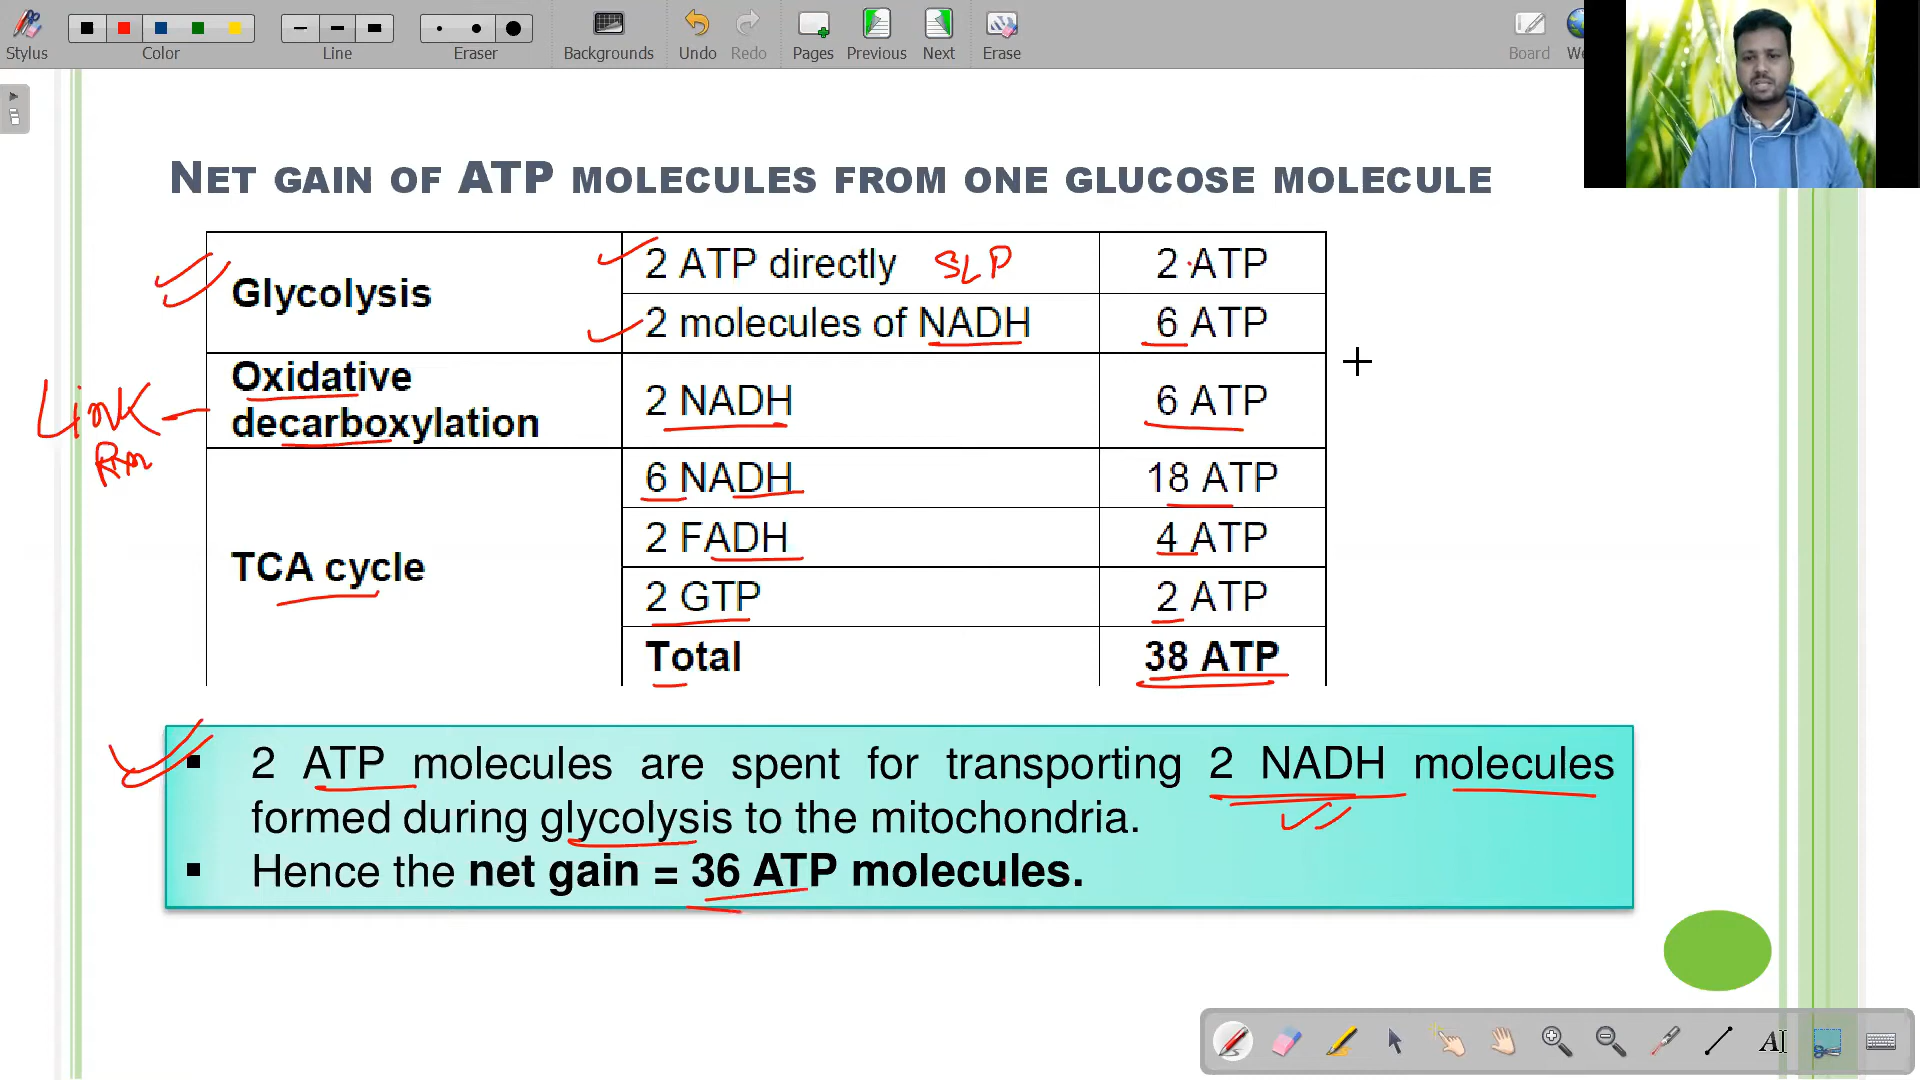 Stylus
Color
Line
Eraser
Backgrounds
Undo
Redo
Pages
Previous
Next
Erase
Board
NET GAIN OF ATP MOLECULES FROM ONE GLUCOSE MOLECULE
Glycolysis
2 ATP directly SLP
2 ATP
2 molecules of NADH
6 ATP
Oxidative
decarboxylation
2 NADH
6 ATP
Link
TCA cycle
6 NADH
18 ATP
2 FADH
4 ATP
2 GTP
2 ATP
Total
38 ATP
▪ 2 ATP molecules are spent for transporting 2 NADH molecules
formed during glycolysis to the mitochondria.
▪ Hence the net gain = 36 ATP molecules.